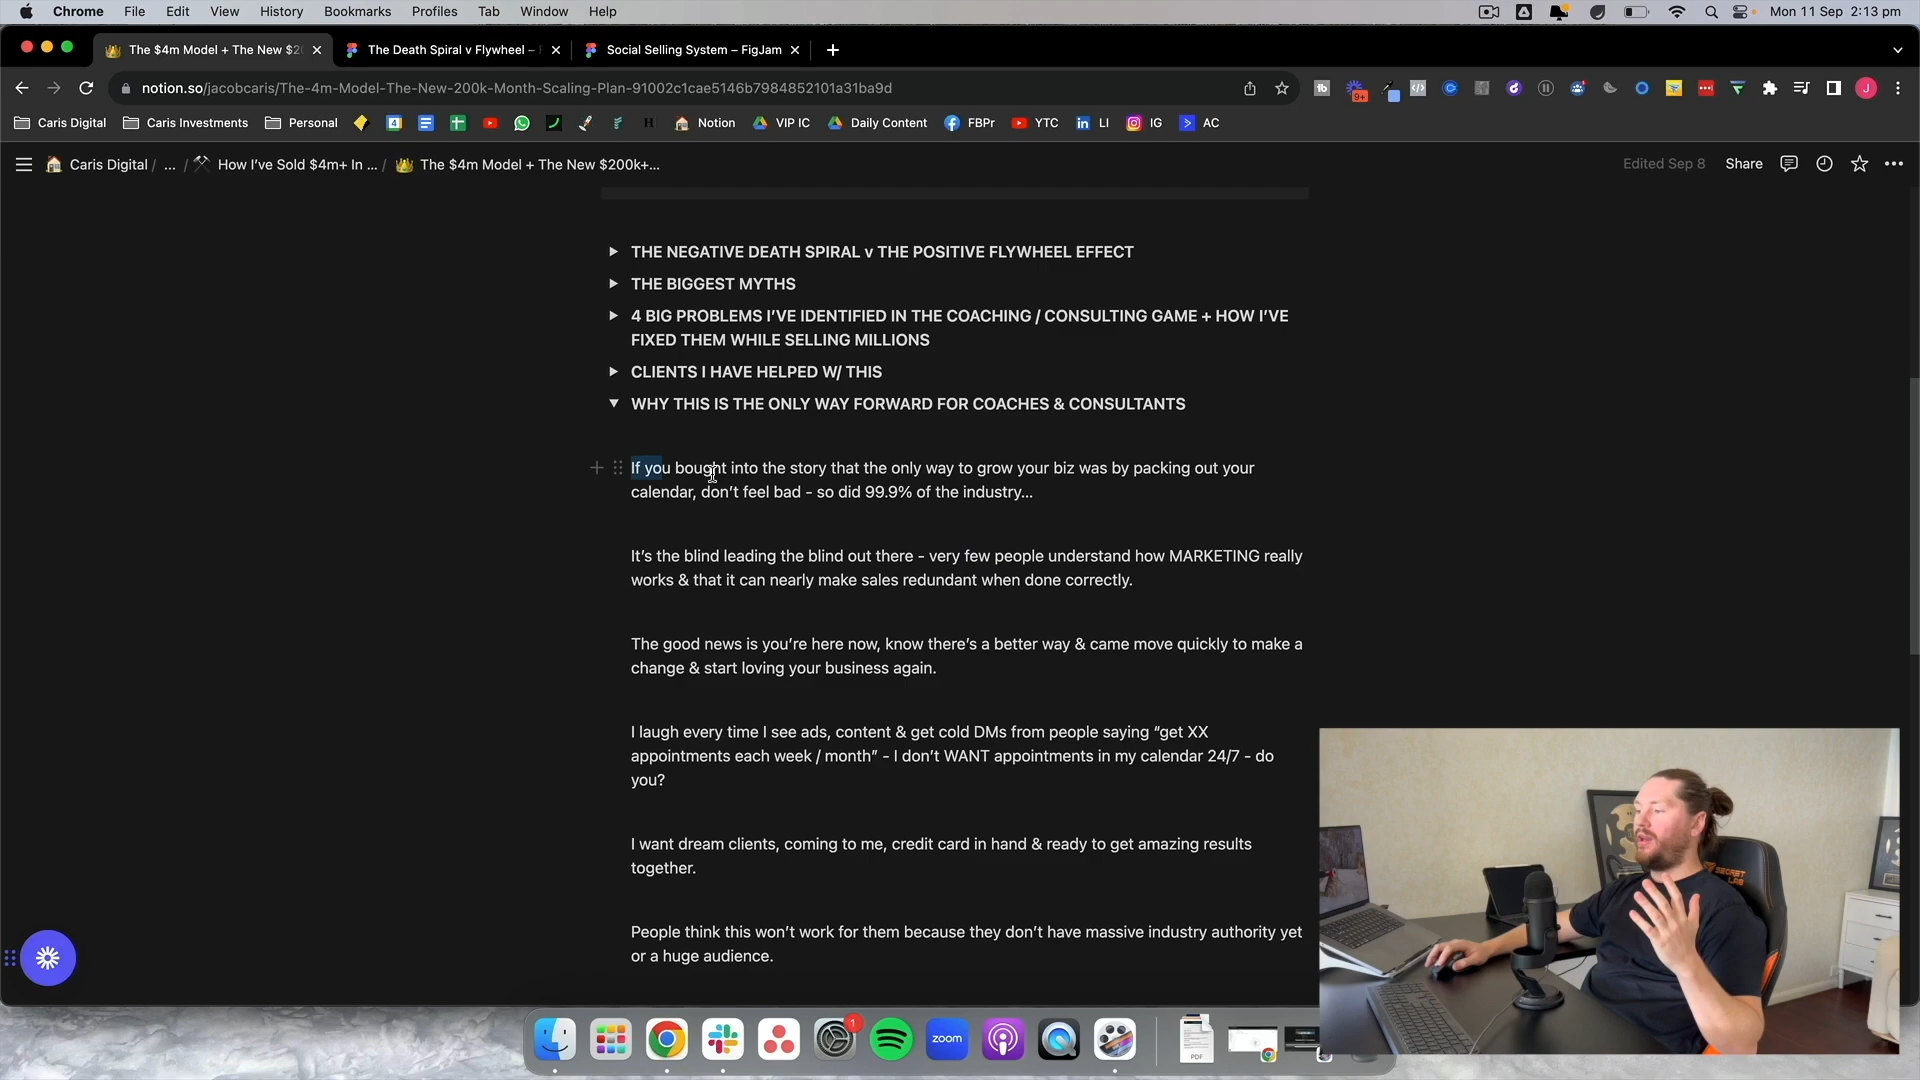 Chrome File Edit View History Bookmarks Profiles Tab Window Help Mon 11 Sep 2:13 pm
The $4m Model + The New $20 The Death Spiral v Flywheel – F Social Selling System – FigJam
notion.so/jacobcaris/The-4m-Model-The-New-200k-Month-Scaling-Plan-91002c1cae5146b7984852101a31ba9d
Caris Digital Caris Investments Personal Notion VIP IC Daily Content FBPr YTC LI IG AC
Caris Digital / ... / How I've Sold $4m+ In ... / The $4m Model + The New $200k+... Edited Sep 8 Share
THE NEGATIVE DEATH SPIRAL v THE POSITIVE FLYWHEEL EFFECT
THE BIGGEST MYTHS
4 BIG PROBLEMS I'VE IDENTIFIED IN THE COACHING / CONSULTING GAME + HOW I'VE
FIXED THEM WHILE SELLING MILLIONS
CLIENTS I HAVE HELPED W/ THIS
WHY THIS IS THE ONLY WAY FORWARD FOR COACHES & CONSULTANTS
If you bought into the story that the only way to grow your biz was by packing out your
calendar, don't feel bad - so did 99.9% of the industry...
It's the blind leading the blind out there - very few people understand how MARKETING really
works & that it can nearly make sales redundant when done correctly.
The good news is you're here now, know there's a better way & came move quickly to make a
change & start loving your business again.
I laugh every time I see ads, content & get cold DMs from people saying "get XX
appointments each week / month" - I don't WANT appointments in my calendar 24/7 - do
you?
I want dream clients, coming to me, credit card in hand & ready to get amazing results
together.
People think this won't work for them because they don't have massive industry authority yet
or a huge audience.
SECRET
LAB
zoom
1
PDF